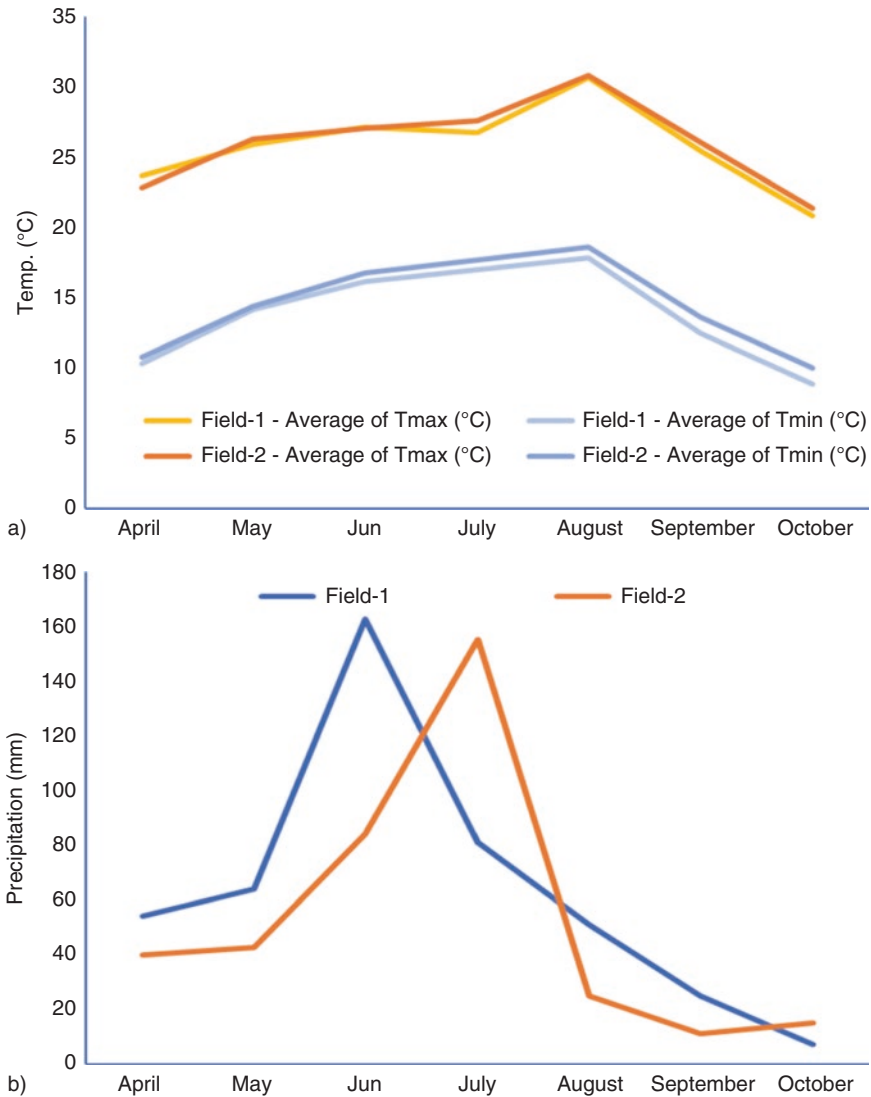 35
30
25
20
15
10
5
0
Temp. (°C)
Field-1 - Average of Tmax (°C) Field-1 - Average of Tmin (°C)
Field-2 - Average of Tmax (°C) Field-2 - Average of Tmin (°C)
a) April May Jun July August September October
180
160
140
120
100
80
60
40
20
0
Precipitation (mm)
Field-1 Field-2
b) April May Jun July August September October